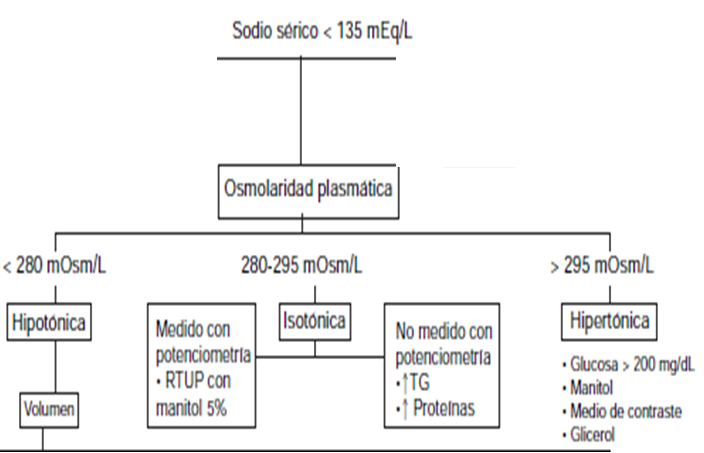 Sodio sérico < 135 mEq/L
Osmolaridad plasmática
< 280 mOsm/L
280-295 mOsm/L
> 295 mOsm/L
Hipotónica
Isotónica
Hipertónica
Medido con
potenciometría
• RTUP con
manitol 5%
No medido con
potenciometría
•↑TG
•↑ Proteínas
• Glucosa > 200 mg/dL
• Manitol
• Medio de contraste
• Glicerol
Volumen